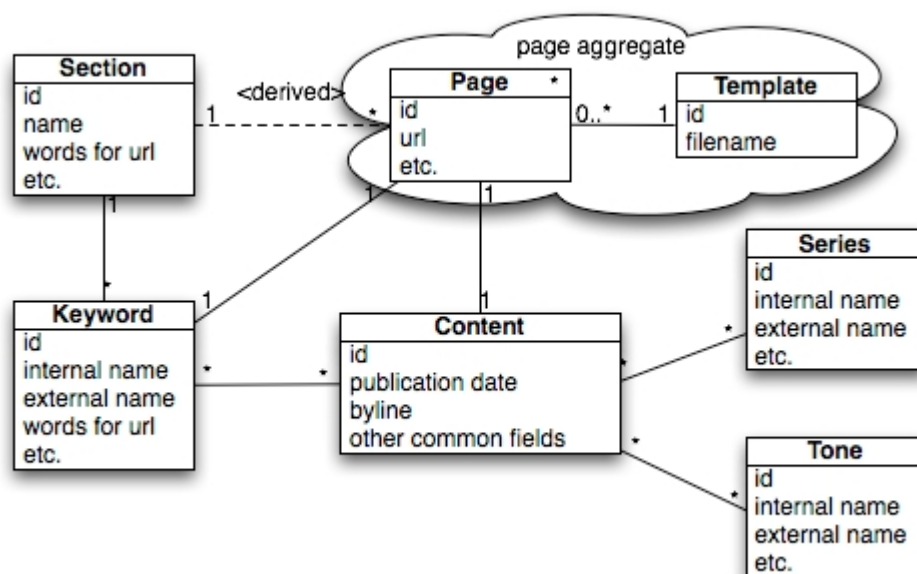 page aggregate
Section
id
name
words for url
etc.
1
<derived>
*
Page
*
id
url
etc.
0..*
1
Template
id
filename
1
*
1
1
1
1
Keyword
id
internal name
external name
words for url
etc.
*
*
Content
id
publication date
byline
other common fields
*
*
Series
id
internal name
external name
etc.
*
*
Tone
id
internal name
external name
etc.